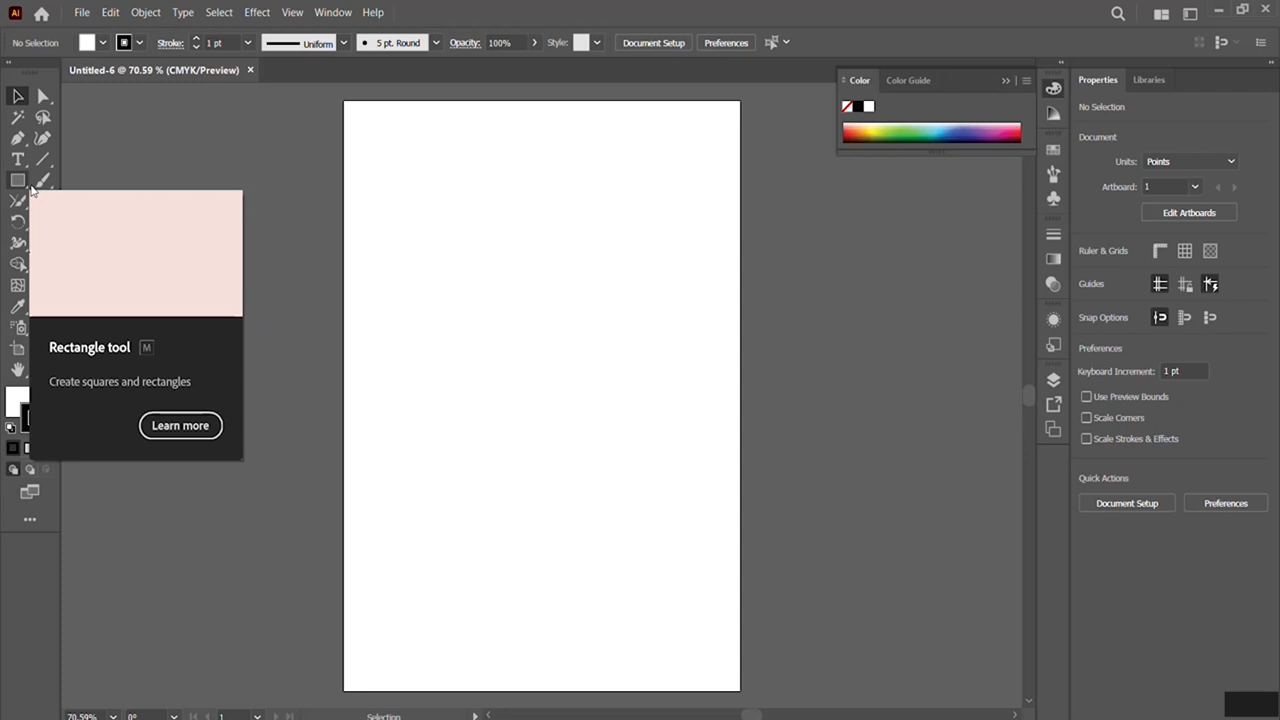 Ai File Edit Object Type Select Effect View Window Help
No Selection Stroke: 1 pt Uniform 5 pt. Round Opacity: 100% Style: Document Setup Preferences
Untitled-6 @ 70.59 % (CMYK/Preview)
Color Color Guide
Properties Libraries
No Selection
Document
Units: Points
Artboard: 1
Edit Artboards
Ruler & Grids
Guides
Snap Options
Preferences
Keyboard Increment: 1 pt
Use Preview Bounds
Scale Corners
Scale Strokes & Effects
Quick Actions
Document Setup Preferences
Rectangle tool M
Create squares and rectangles
Learn more
70.59% 0° 1 Selection